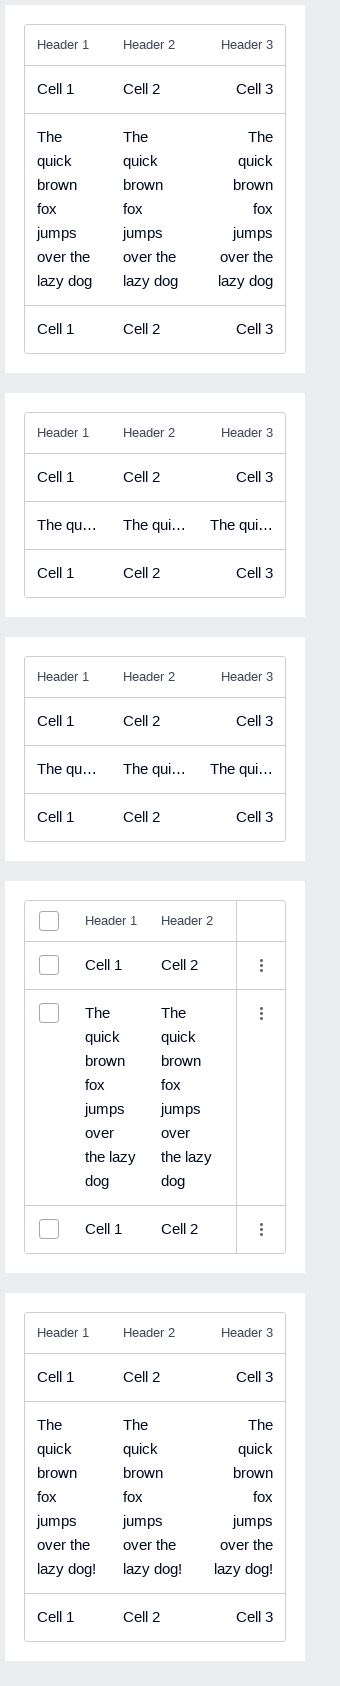 Header 1 Header 2 Header 3
Cell 1 Cell 2 Cell 3
The The The
quick quick quick
brown brown brown
fox fox fox
jumps jumps jumps
over the over the over the
lazy dog lazy dog lazy dog
Cell 1 Cell 2 Cell 3
Header 1 Header 2 Header 3
Cell 1 Cell 2 Cell 3
The qu… The qui… The qui…
Cell 1 Cell 2 Cell 3
Header 1 Header 2 Header 3
Cell 1 Cell 2 Cell 3
The qu… The qui… The qui…
Cell 1 Cell 2 Cell 3
Header 1 Header 2
Cell 1 Cell 2
The The
quick quick
brown brown
fox fox
jumps jumps
over over
the lazy the lazy
dog dog
Cell 1 Cell 2
Header 1 Header 2 Header 3
Cell 1 Cell 2 Cell 3
The The The
quick quick quick
brown brown brown
fox fox fox
jumps jumps jumps
over the over the over the
lazy dog! lazy dog! lazy dog!
Cell 1 Cell 2 Cell 3